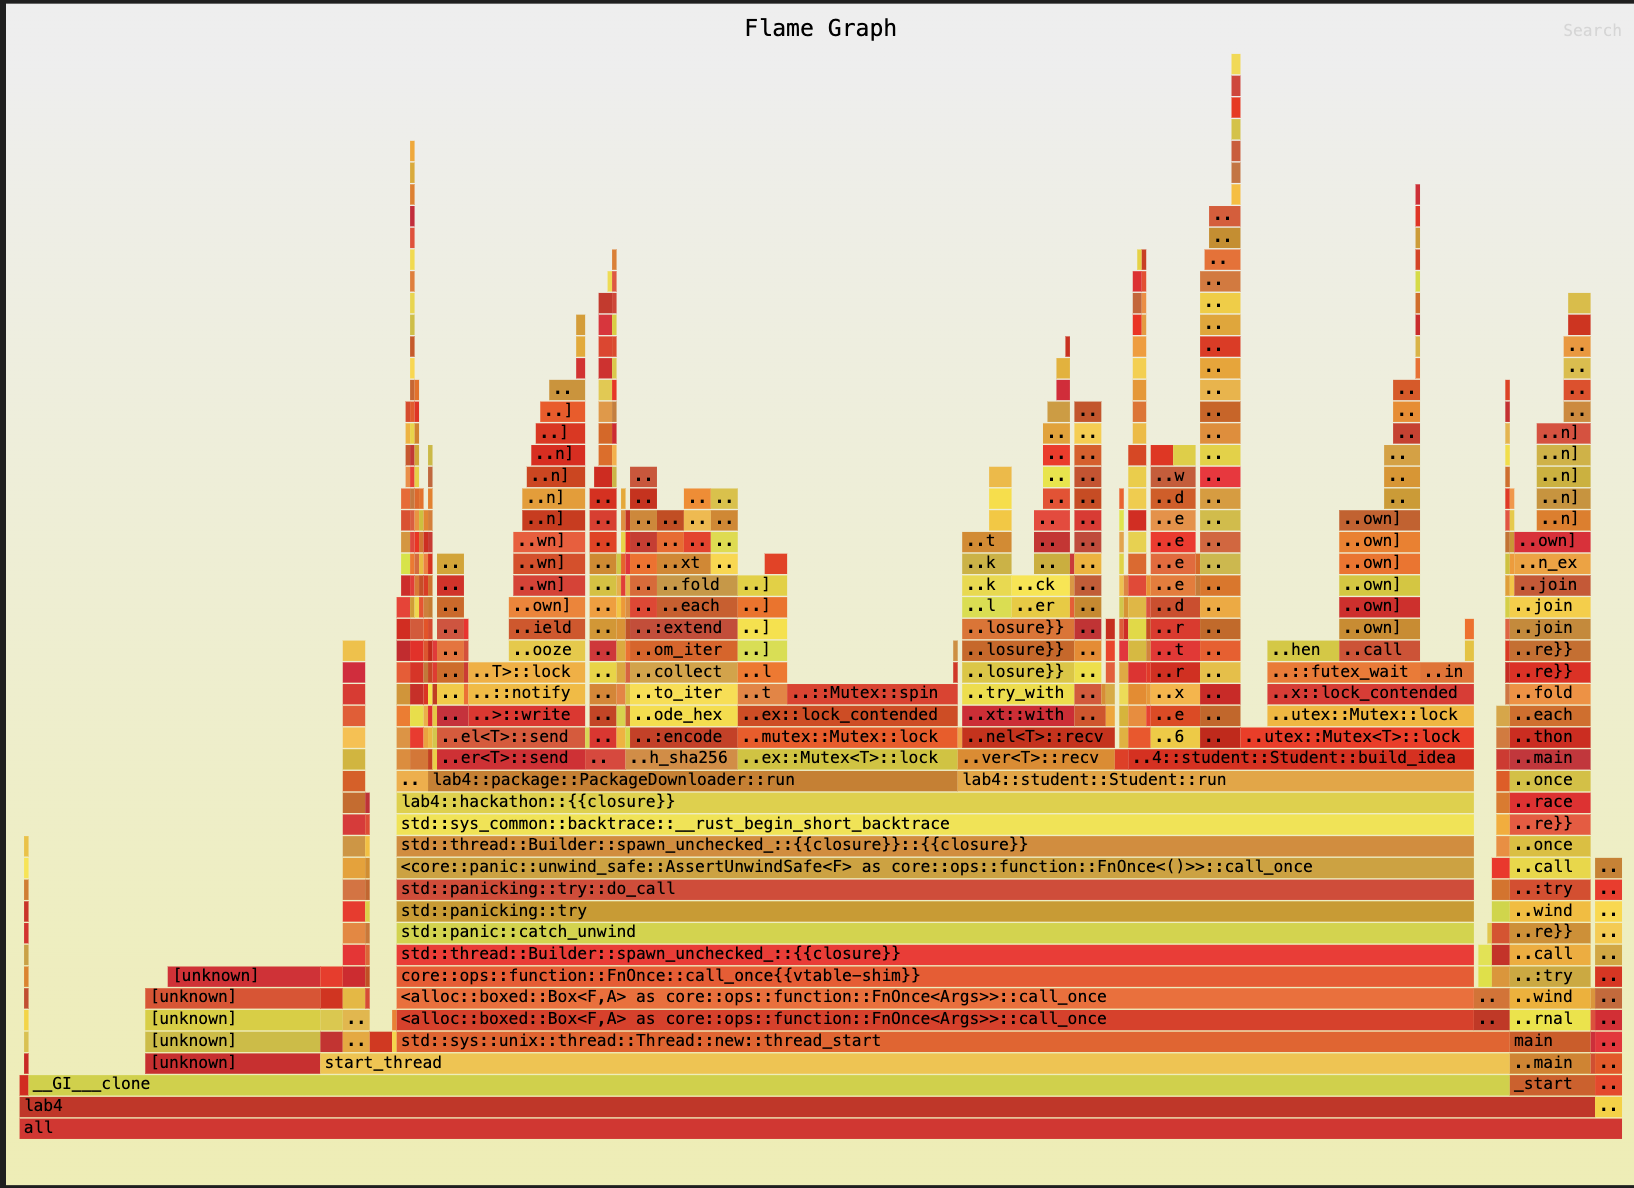 Flame Graph
Search
..
..
..
..
..
..
..
..
.. .. .. .. ..
..] .. .. ..
..] .. .. .. .. .. ..n]
..n] .. .. .. .. .. ..n]
..n] .. .. .. ..w .. .. ..n]
..n] .. .. .. .. .. .. ..d .. .. ..n]
..n] .. .. .. .. .. .. .. ..e .. ..own] ..n]
..wn] .. .. .. .. .. ..t .. .. ..e .. ..own] ..own]
.. ..wn] .. .. ..xt .. ..k .. .. ..e .. ..own] ..n_ex
.. ..wn] .. .. ..fold ..] ..k ..ck .. ..e .. ..own] ..join
.. ..own] .. .. ..each ..] ..l ..er .. ..d .. ..own] ..join
.. ..ield .. ..:extend ..] ..losure}} .. ..r .. ..own] ..join
.. ..ooze .. ..om_iter ..] ..losure}} .. ..t .. ..hen ..call ..re}}
.. ..T>::lock .. ..collect ..l ..losure}} .. ..r .. ..::futex_wait ..in ..re}}
.. ..::notify .. ..to_iter ..t ..::Mutex::spin ..try_with .. ..x .. ..x::lock_contended ..fold
.. ..>::write .. ..ode_hex ..ex::lock_contended ..xt::with .. ..e .. ..utex::Mutex::lock ..each
..el<T>::send .. ..::encode ..mutex::Mutex::lock ..nel<T>::recv ..6 .. ..utex::Mutex<T>::lock ..thon
..er<T>::send .. ..h_sha256 ..ex::Mutex<T>::lock ..ver<T>::recv ..4::student::Student::build_idea ..main
.. lab4::package::PackageDownloader::run lab4::student::Student::run ..once
lab4::hackathon::{{closure}} ..race
std::sys_common::backtrace::__rust_begin_short_backtrace ..re}}
std::thread::Builder::spawn_unchecked_::{{closure}}::{{closure}} ..once
<core::panic::unwind_safe::AssertUnwindSafe<F> as core::ops::function::FnOnce<()>>::call_once ..call ..
std::panicking::try::do_call ..:try ..
std::panicking::try ..wind ..
std::panic::catch_unwind ..re}} ..
std::thread::Builder::spawn_unchecked_::{{closure}} ..call ..
[unknown] core::ops::function::FnOnce::call_once{{vtable-shim}} ..:try ..
[unknown] <alloc::boxed::Box<F,A> as core::ops::function::FnOnce<Args>>::call_once .. ..wind ..
[unknown] .. <alloc::boxed::Box<F,A> as core::ops::function::FnOnce<Args>>::call_once .. ..rnal ..
[unknown] .. std::sys::unix::thread::Thread::new::thread_start main ..
[unknown] start_thread ..main ..
__GI___clone _start ..
lab4 ..
all